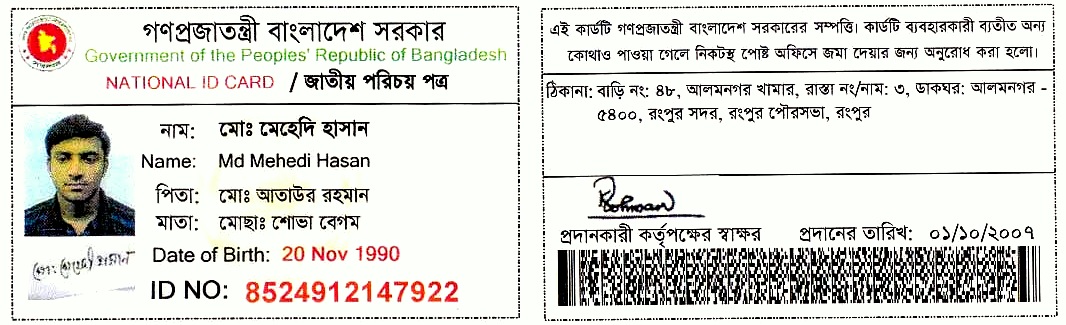 গণপ্রজাতন্ত্রী বাংলাদেশ সরকার
Government of the Peoples' Republic of Bangladesh
NATIONAL ID CARD / জাতীয় পরিচয় পত্র
নাম: মোঃ মেহেদি হাসান
Name: Md Mehedi Hasan
পিতা: মোঃ আতাউর রহমান
মাতা: মোছাঃ শোভা বেগম
Date of Birth: 20 Nov 1990
ID NO: 8524912147922
মোঃ মেহেদী হাসান
এই কার্ডটি গণপ্রজাতন্ত্রী বাংলাদেশ সরকারের সম্পত্তি। কার্ডটি ব্যবহারকারী ব্যতীত অন্য
কোথাও পাওয়া গেলে নিকটস্থ পোষ্ট অফিসে জমা দেয়ার জন্য অনুরোধ করা হলো।
ঠিকানা: বাড়ি নং: ৪৮, আলমনগর খামার, রাস্তা নং/নাম: ৩, ডাকঘর: আলমনগর -
৫৪০০, রংপুর সদর, রংপুর পৌরসভা, রংপুর
প্রদানকারী কর্তৃপক্ষের স্বাক্ষর প্রদানের তারিখ: ০১/১০/২০০৭